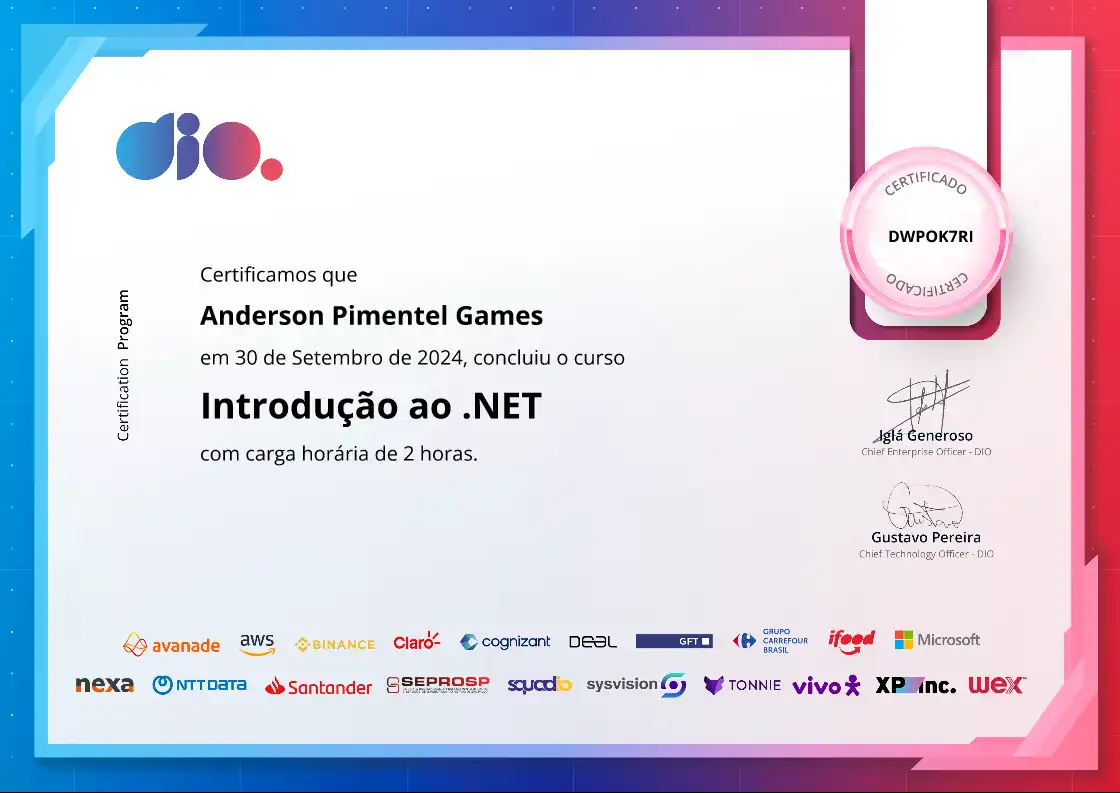 dio.
CERTIFICADO
DWPOK7RI
CERTIFICADO
Certification Program
Certificamos que
Anderson Pimentel Games
em 30 de Setembro de 2024, concluiu o curso
Introdução ao .NET
com carga horária de 2 horas.
Iglá Generoso
Chief Enterprise Officer - DIO
Gustavo Pereira
Chief Technology Officer - DIO
avanade aws BINANCE Claro cognizant DEAL GFT GRUPO CARREFOUR BRASIL ifood Microsoft
nexa NTT DATA Santander SEPROSP squadio sysvision TONNIE vivo XP inc. wex